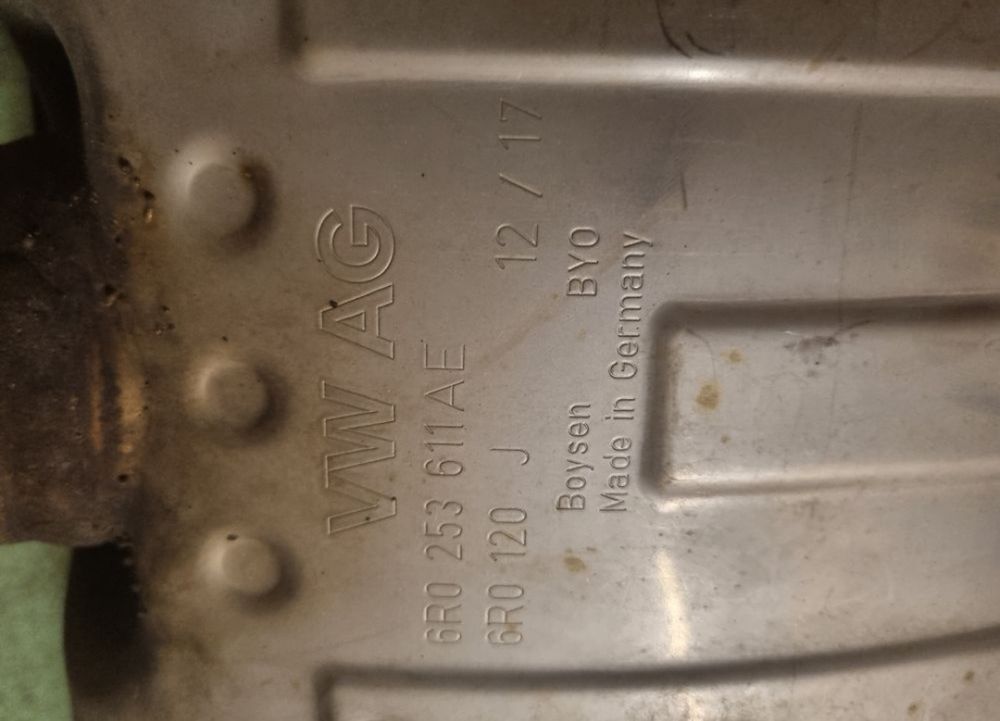 VW AG
6R0 253 611 AE
6R0 120 J 12 / 17
Boysen BYO
Made in Germany